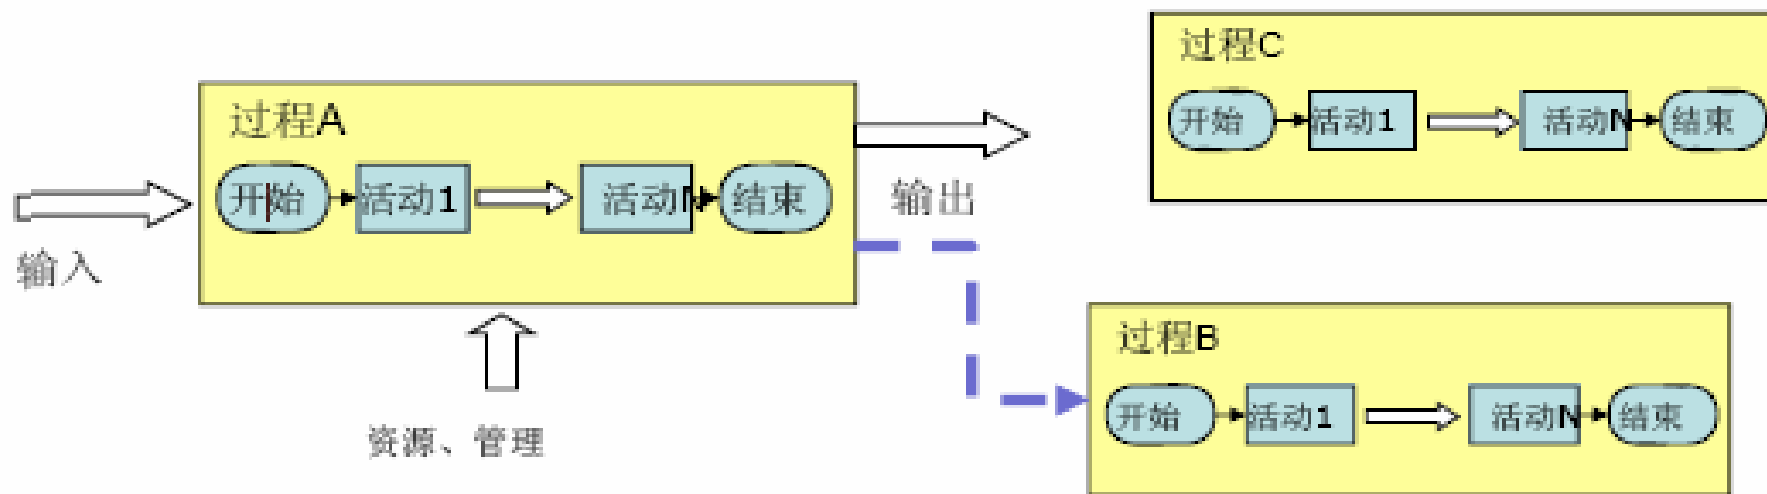 过程A
开始 活动1 活动N 结束
输入
输出
资源、管理
过程C
开始 活动1 活动N 结束
过程B
开始 活动1 活动N 结束